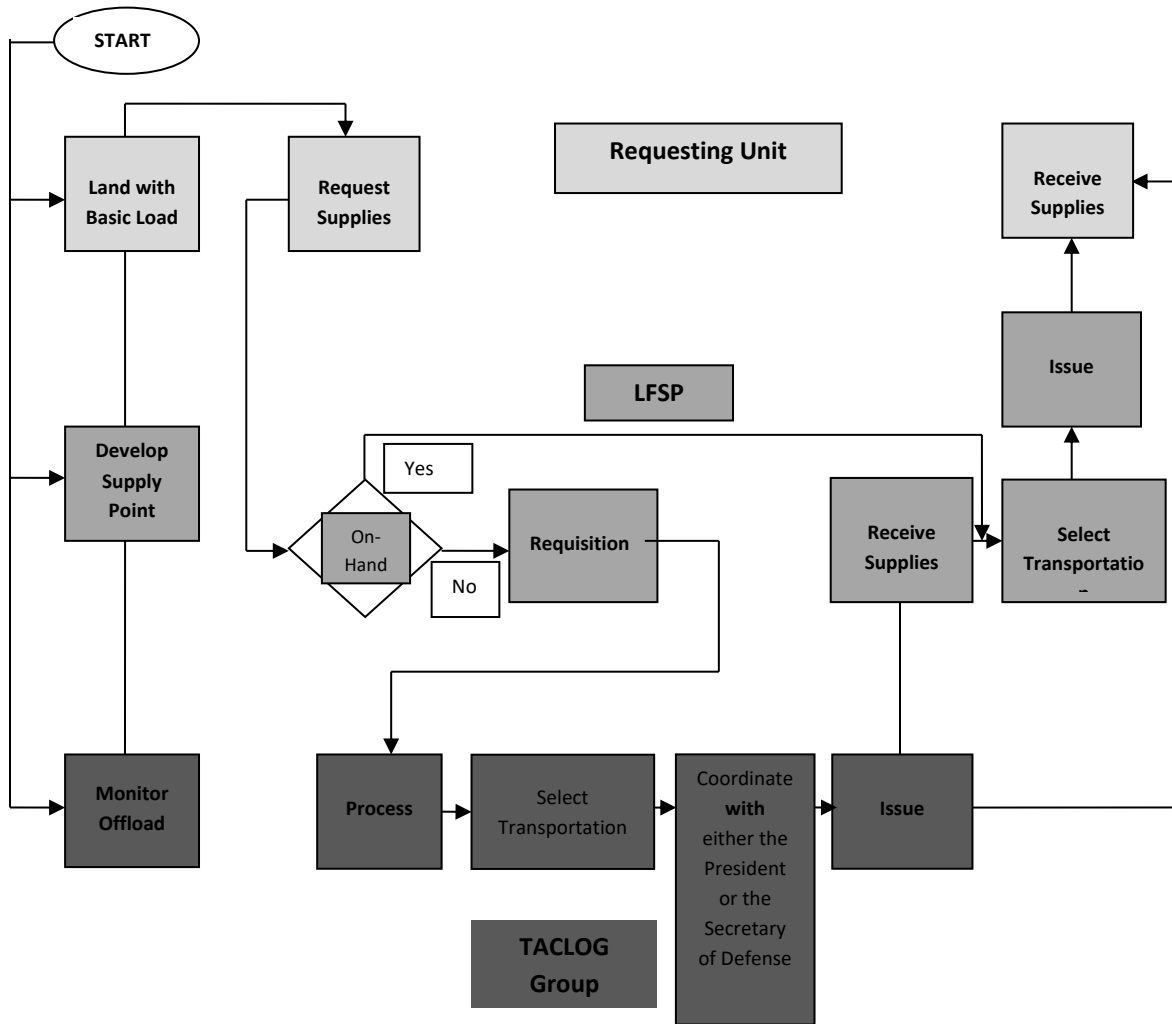 START
Land with
Basic Load
Request
Supplies
Requesting Unit
Receive
Supplies
Issue
LFSP
Develop
Supply
Point
Yes
On-
Hand
No
Requisition
Receive
Supplies
Select
Transportatio
Monitor
Offload
Process
Select
Transportation
Coordinate
with
either the
President
or the
Secretary
of Defense
Issue
TACLOG
Group